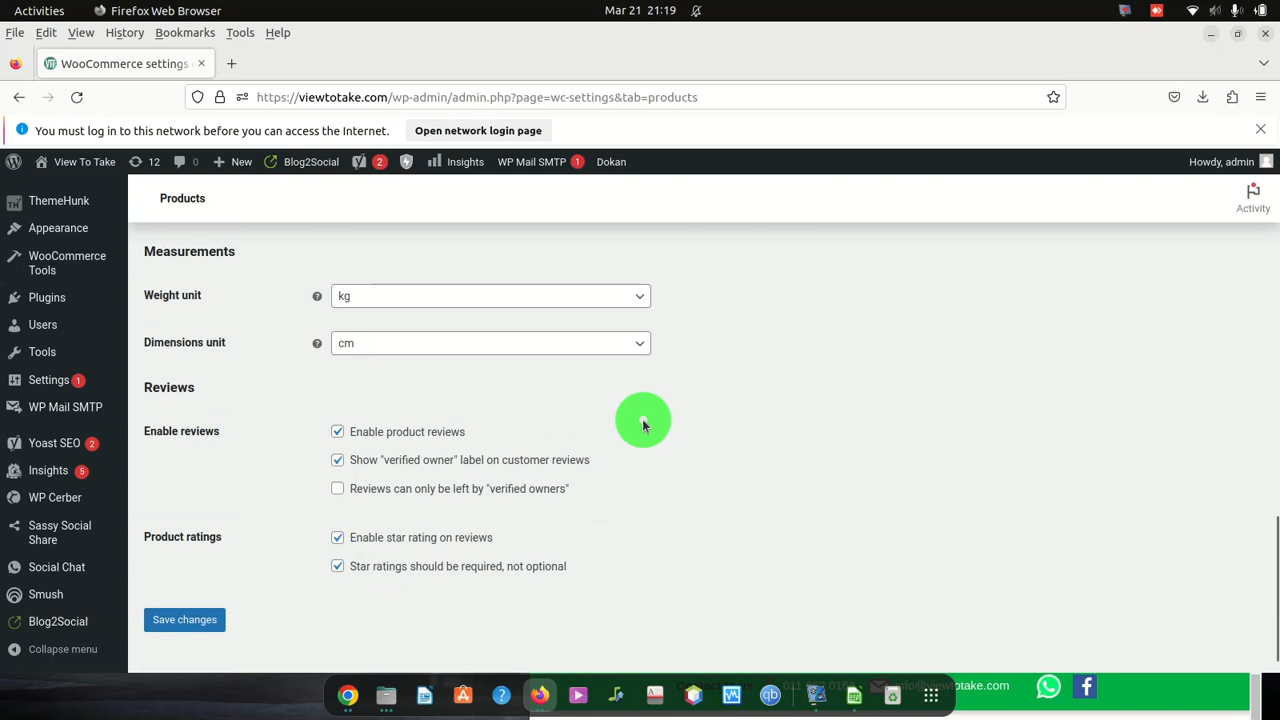 Activities Firefox Web Browser Mar 21 21:19
File Edit View History Bookmarks Tools Help
WooCommerce settings
https://viewtotake.com/wp-admin/admin.php?page=wc-settings&tab=products
You must log in to this network before you can access the Internet. Open network login page
View To Take 12 0 New Blog2Social 2 Insights WP Mail SMTP 1 Dokan Howdy, admin
ThemeHunk
Appearance
WooCommerce
Tools
Plugins
Users
Tools
Settings 1
WP Mail SMTP
Yoast SEO 2
Insights 5
WP Cerber
Sassy Social
Share
Social Chat
Smush
Blog2Social
Collapse menu
Products
Activity
Measurements
Weight unit kg
Dimensions unit cm
Reviews
Enable reviews Enable product reviews
Show "verified owner" label on customer reviews
Reviews can only be left by "verified owners"
Product ratings Enable star rating on reviews
Star ratings should be required, not optional
Save changes